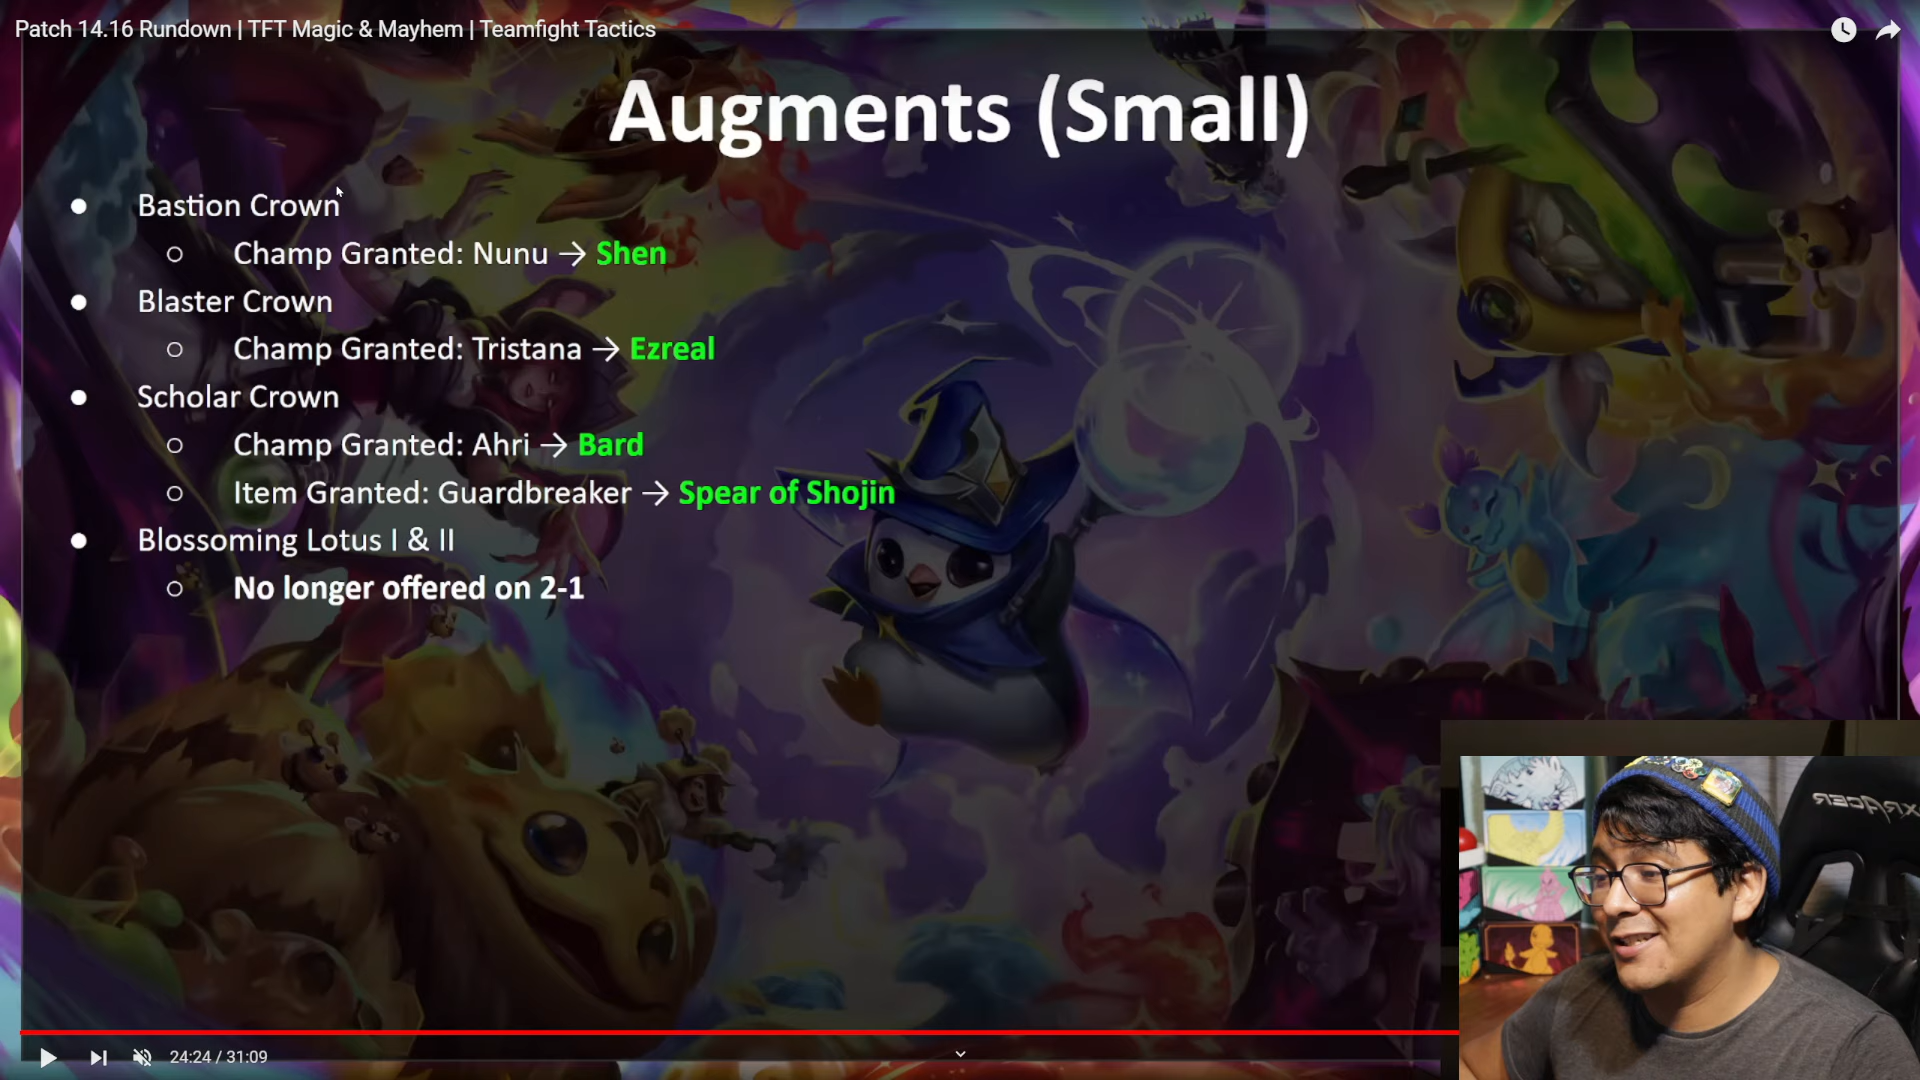 Patch 14.16 Rundown | TFT Magic & Mayhem | Teamfight Tactics
Augments (Small)
● Bastion Crown
○ Champ Granted: Nunu → Shen
● Blaster Crown
○ Champ Granted: Tristana → Ezreal
● Scholar Crown
○ Champ Granted: Ahri → Bard
○ Item Granted: Guardbreaker → Spear of Shojin
● Blossoming Lotus I & II
○ No longer offered on 2-1
24:24 / 31:09